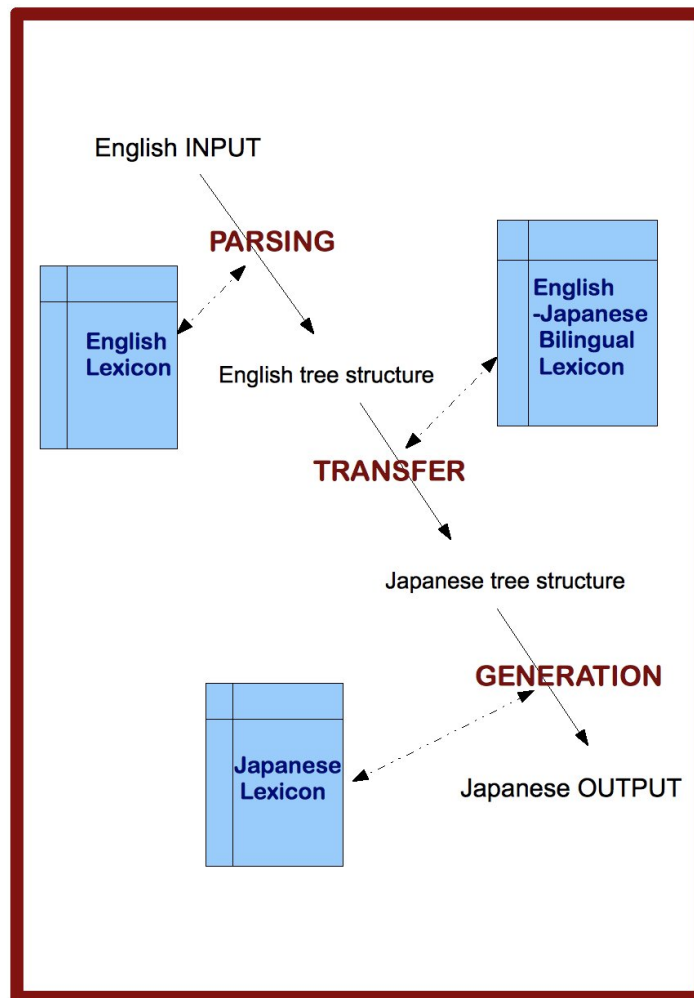 English INPUT
PARSING
English
Lexicon
English
-Japanese
Bilingual
Lexicon
English tree structure
TRANSFER
Japanese tree structure
GENERATION
Japanese
Lexicon
Japanese OUTPUT